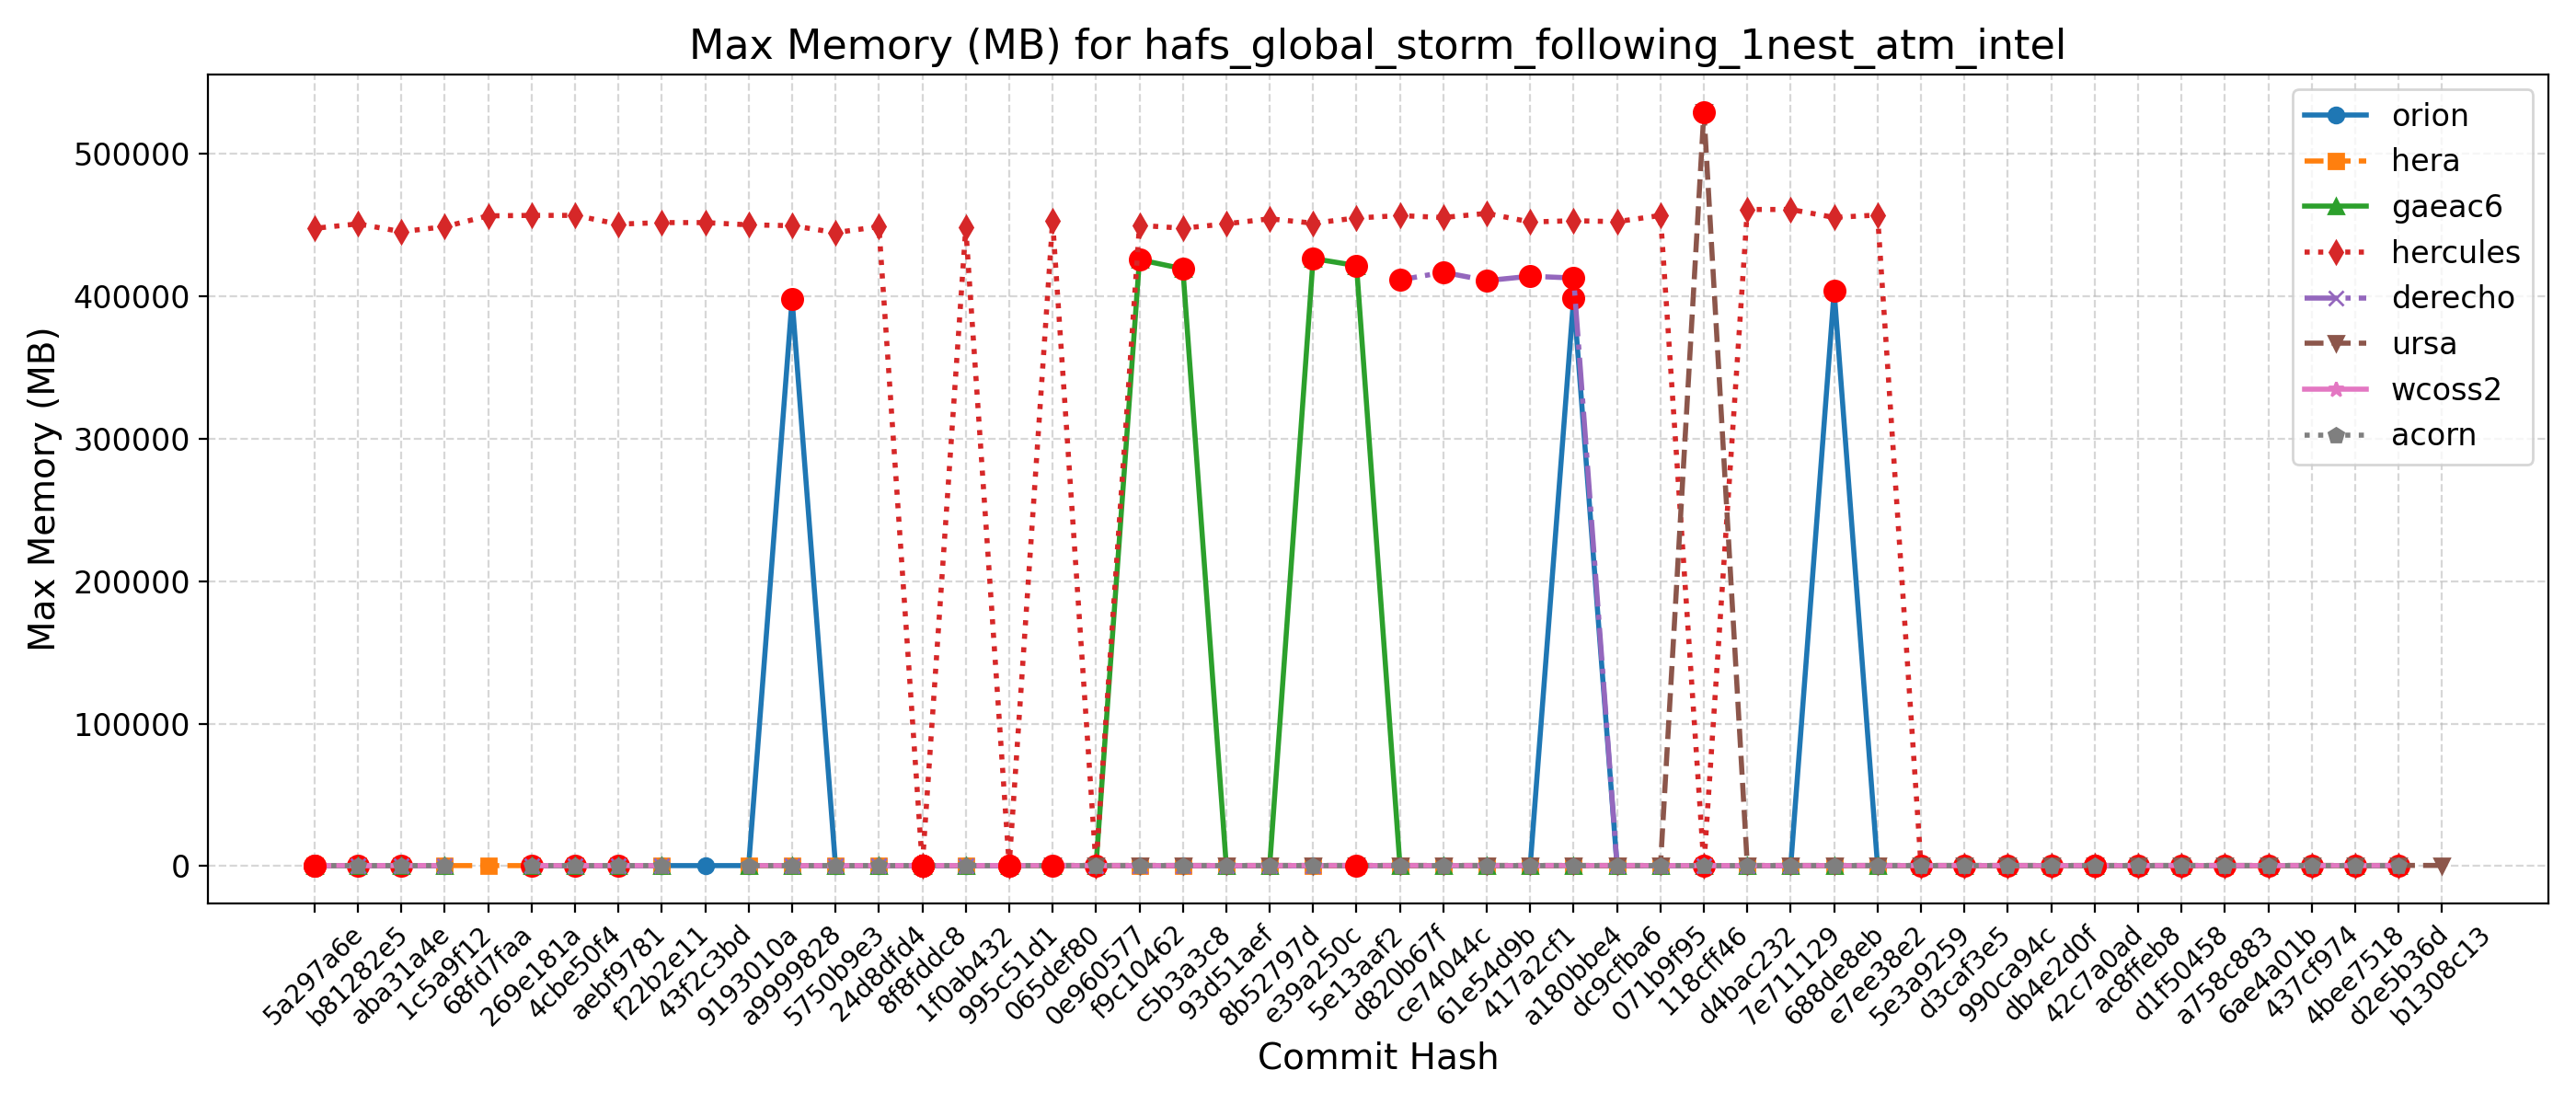 Max Memory (MB) for hafs_global_storm_following_1nest_atm_intel
Max Memory (MB)
500000
400000
300000
200000
100000
0
orion
hera
gaeac6
hercules
derecho
ursa
wcoss2
acorn
5a297a6e
b81282e5
aba31a4e
1c5a9f12
68fd7faa
269e181a
4cbe50f4
aebf9781
f22b2e11
43f2c3bd
9193010a
a9999828
5750b9e3
24d8dfd4
8f8fddc8
1f0ab432
995c51d1
065def80
0e960577
f9c10462
c5b3a3c8
93d51aef
8b52797d
e39a250c
5e13aaf2
d820b67f
ce74044c
61e54d9b
417a2cf1
a180bbe4
dc9cfba6
071b9f95
118cff46
d4bac232
7e711129
688de8eb
e7ee38e2
5e3a9259
d3caf3e5
990ca94c
db4e2d0f
42c7a0ad
ac8ffeb8
d1f50458
a758c883
6ae4a01b
437cf974
4bee7518
d2e5b36d
b1308c13
Commit Hash